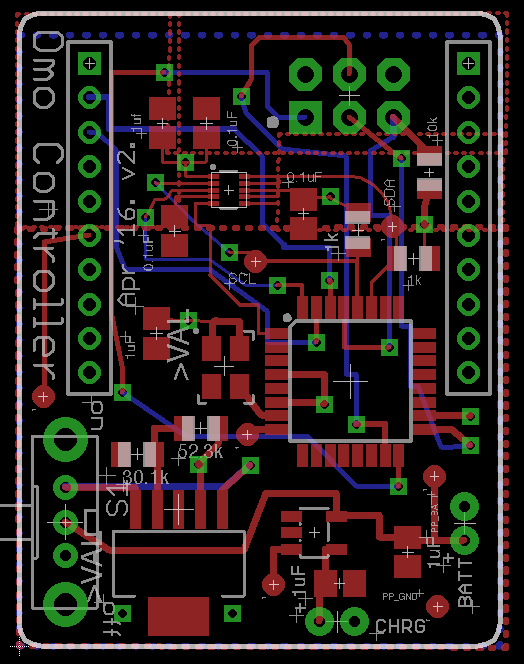 Omo Controller
Apr '16. v2.
1uf
0.1uF
0.1uF
10k
SDA
0.1uF
1k
1k
SCL
1uF
>VAL
on
52.3k
30.1k
S1
>VAL
off
1uF
1uF
PP_BATT
BATT
PP_GND
CHRG